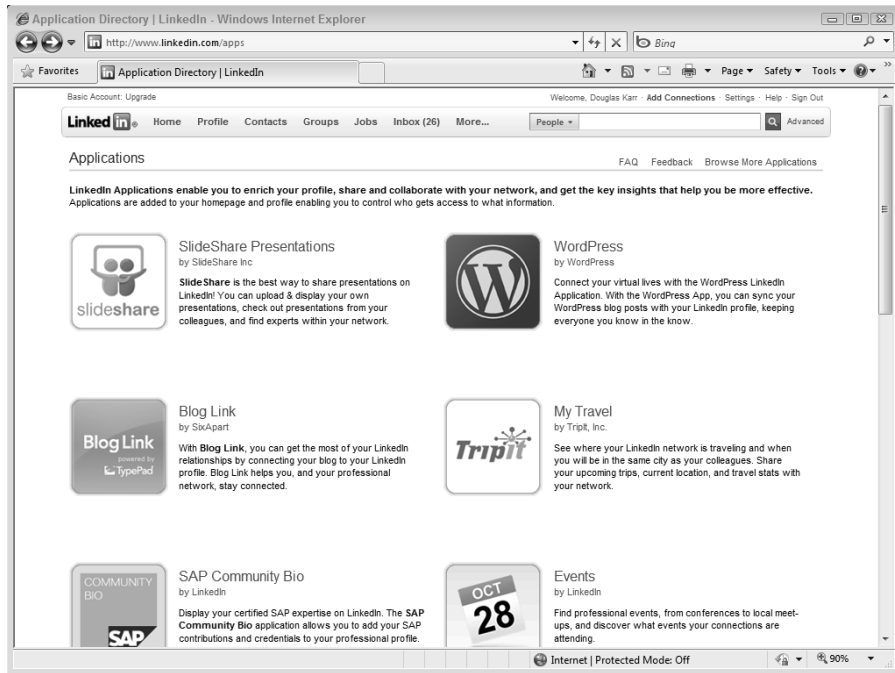 Application Directory | LinkedIn - Windows Internet Explorer
http://www.linkedin.com/apps
Bing
Favorites
Application Directory | LinkedIn
Page
Safety
Tools
Basic Account: Upgrade
Welcome, Douglas Karr · Add Connections · Settings · Help · Sign Out
Linked in
Home Profile Contacts Groups Jobs Inbox (26) More...
People
Advanced
Applications
FAQ Feedback Browse More Applications
LinkedIn Applications enable you to enrich your profile, share and collaborate with your network, and get the key insights that help you be more effective.
Applications are added to your homepage and profile enabling you to control who gets access to what information.
slideshare
SlideShare Presentations
by SlideShare Inc
SlideShare is the best way to share presentations on
LinkedIn! You can upload & display your own
presentations, check out presentations from your
colleagues, and find experts within your network.
WordPress
by WordPress
Connect your virtual lives with the WordPress LinkedIn
Application. With the WordPress App, you can sync your
WordPress blog posts with your LinkedIn profile, keeping
everyone you know in the know.
Blog Link
powered by
TypePad
Blog Link
by SixApart
With Blog Link, you can get the most of your LinkedIn
relationships by connecting your blog to your LinkedIn
profile. Blog Link helps you, and your professional
network, stay connected.
TripIt
My Travel
by TripIt, Inc.
See where your LinkedIn network is traveling and when
you will be in the same city as your colleagues. Share
your upcoming trips, current location, and travel stats with
your network.
COMMUNITY
BIO
SAP
SAP Community Bio
by LinkedIn
Display your certified SAP expertise on LinkedIn. The SAP
Community Bio application allows you to add your SAP
contributions and credentials to your professional profile.
OCT
28
Events
by LinkedIn
Find professional events, from conferences to local meet-
ups, and discover what events your connections are
attending.
Internet | Protected Mode: Off
90%